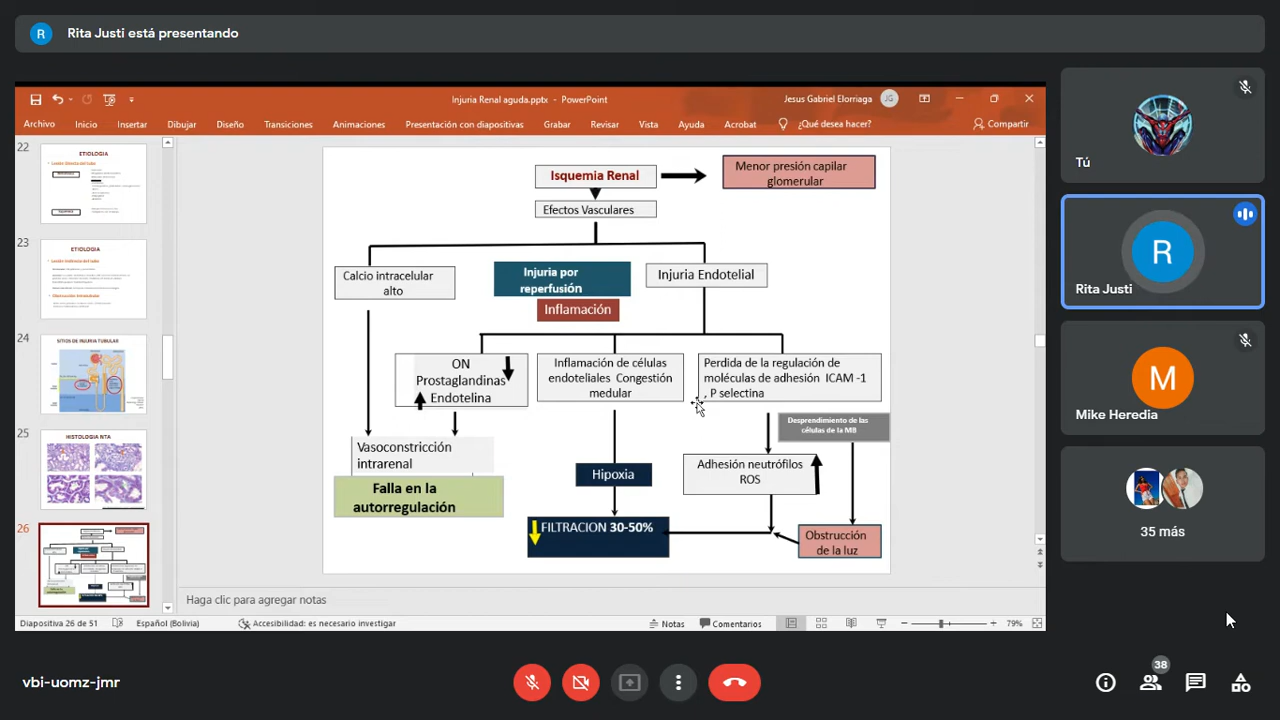 R
Rita Justi está presentando
Injuria Renal aguda.pptx - PowerPoint
Jesus Gabriel Elorriaga
JG
Archivo
Inicio
Insertar
Dibujar
Diseño
Transiciones
Animaciones
Presentación con diapositivas
Grabar
Revisar
Vista
Ayuda
Acrobat
¿Qué desea hacer?
Compartir
22
ETIOLOGIA
23
ETIOLOGIA
24
SITIOS DE INJURIA TUBULAR
25
HISTOLOGIA NTA
26
Isquemia Renal
Menor presión capilar
glomerular
Efectos Vasculares
Calcio intracelular
alto
Injuria por
reperfusión
Inflamación
Injuria Endotelial
ON
Prostaglandinas
Endotelina
Inflamación de células
endoteliales Congestión
medular
Perdida de la regulación de
moléculas de adhesión ICAM -1
, P selectina
Desprendimiento de las
células de la MB
Vasoconstricción
intrarenal
Falla en la
autorregulación
Hipoxia
Adhesión neutrófilos
ROS
FILTRACION 30-50%
Obstrucción
de la luz
Haga clic para agregar notas
Diapositiva 26 de 51
Español (Bolivia)
Accesibilidad: es necesario investigar
Notas
Comentarios
79%
Tú
R
Rita Justi
M
Mike Heredia
35 más
vbi-uomz-jmr
38